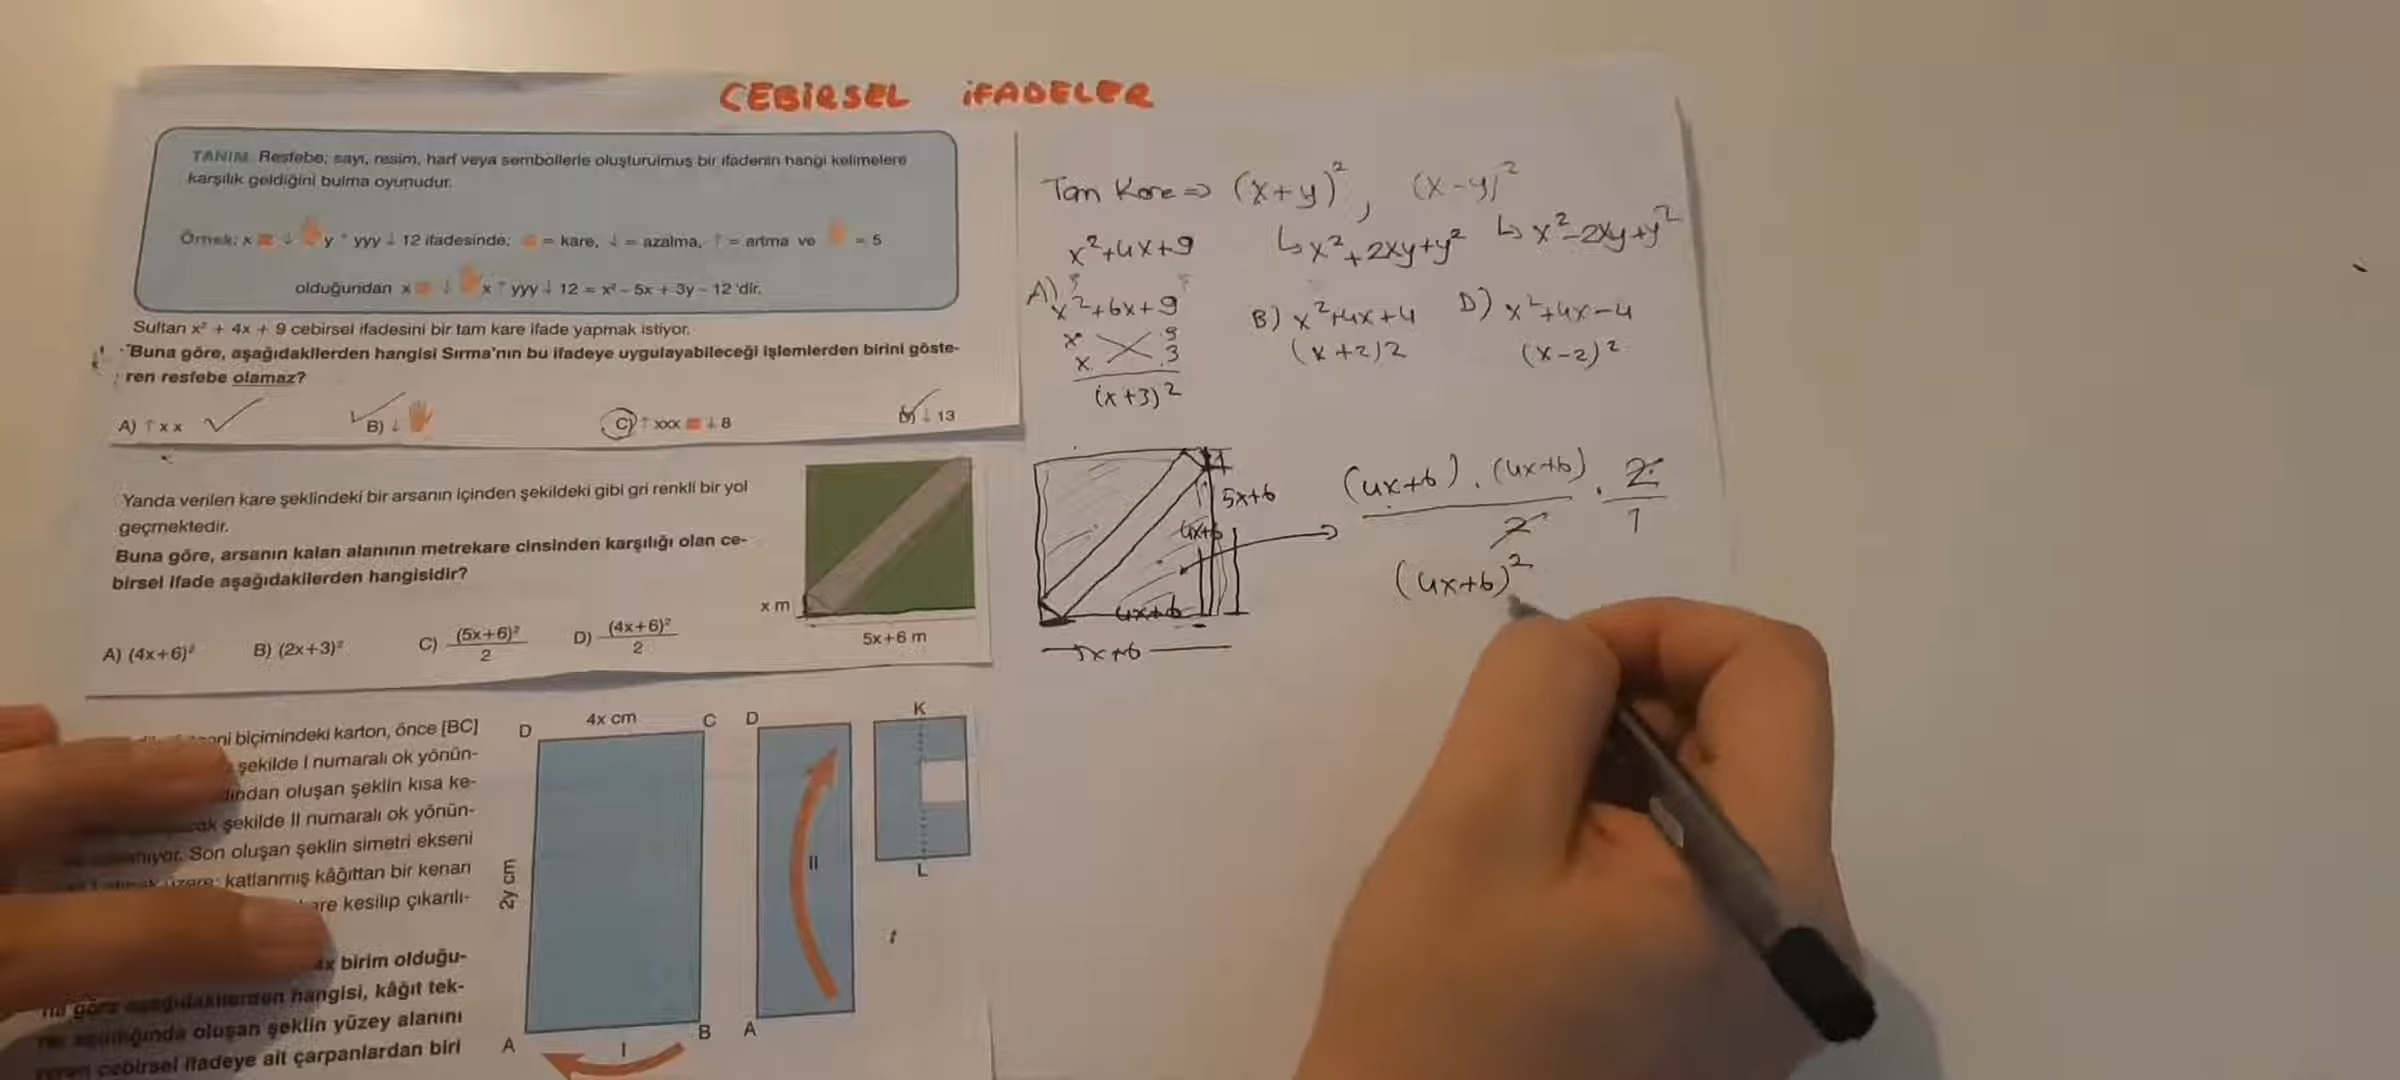 CEBİRSEL İFADELER
TANIM: Resfebe; sayı, resim, harf veya sembollerle oluşturulmuş bir ifadenin hangi kelimelere
karşılık geldiğini bulma oyunudur.
Örnek: x ↓ y ↑ yyy ↓ 12 ifadesinde; = kare, ↓ = azalma, ↑ = artma ve = 5
olduğundan x ↓ x ↑ yyy ↓ 12 = x² – 5x + 3y – 12 'dir.
Sultan x² + 4x + 9 cebirsel ifadesini bir tam kare ifade yapmak istiyor.
Buna göre, aşağıdakilerden hangisi Sırma'nın bu ifadeye uygulayabileceği işlemlerden birini göste-
ren resfebe olamaz?
A) ↑ x x
B) ↓
C) ↑ xxx ↓ 8
D) ↓ 13
Yanda verilen kare şeklindeki bir arsanın içinden şekildeki gibi gri renkli bir yol
geçmektedir.
Buna göre, arsanın kalan alanının metrekare cinsinden karşılığı olan ce-
birsel ifade aşağıdakilerden hangisidir?
x m
5x+6 m
A) (4x+6)²
B) (2x+3)²
C) (5x+6)²
2
D) (4x+6)²
2
biçimindeki karton, önce [BC]
şekilde I numaralı ok yönün-
oluşan şeklin kısa ke-
şekilde II numaralı ok yönün-
Son oluşan şeklin simetri ekseni
katlanmış kâğıttan bir kenarı
kesilip çıkarılı-
4x birim olduğu-
na göre aşağıdakilerden hangisi, kâğıt tek-
oluşan şeklin yüzey alanını
cebirsel ifadeye ait çarpanlardan biri
D 4x cm C
2y cm
A I B
D
II
A
K
L
Tam Kare ⇒ (x+y)², (x-y)²
↳ x²+2xy+y² ↳ x²-2xy+y²
x²+4x+9
A) x²+6x+9
x 3
x 3
(x+3)²
B) x²+4x+4
(x+2)2
D) x²+4x-4
(x-2)²
5x+6
4x+6
4x+6
5x+6
(4x+6) . (4x+6) . 2
2 1
(4x+6)²